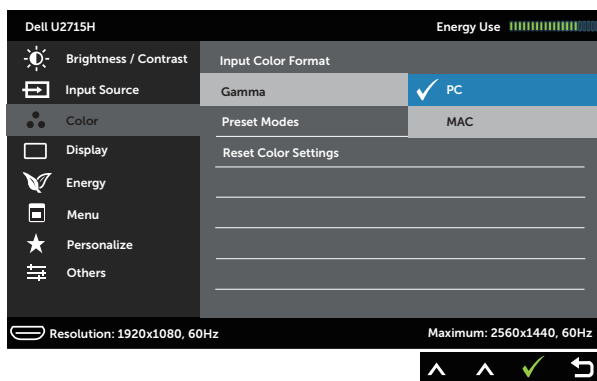 Dell U2715H Energy Use
Brightness / Contrast Input Color Format
Input Source Gamma PC
Color Preset Modes MAC
Display Reset Color Settings
Energy
Menu
Personalize
Others
Resolution: 1920x1080, 60Hz Maximum: 2560x1440, 60Hz